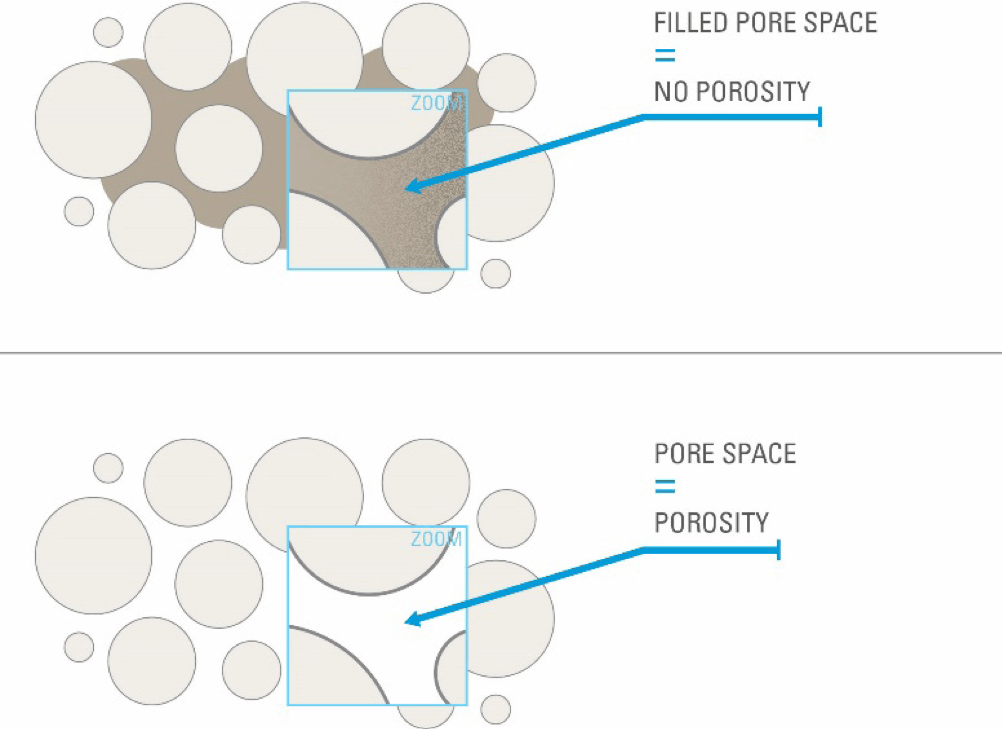 FILLED PORE SPACE
=
NO POROSITY
ZOOM
PORE SPACE
=
POROSITY
ZOOM